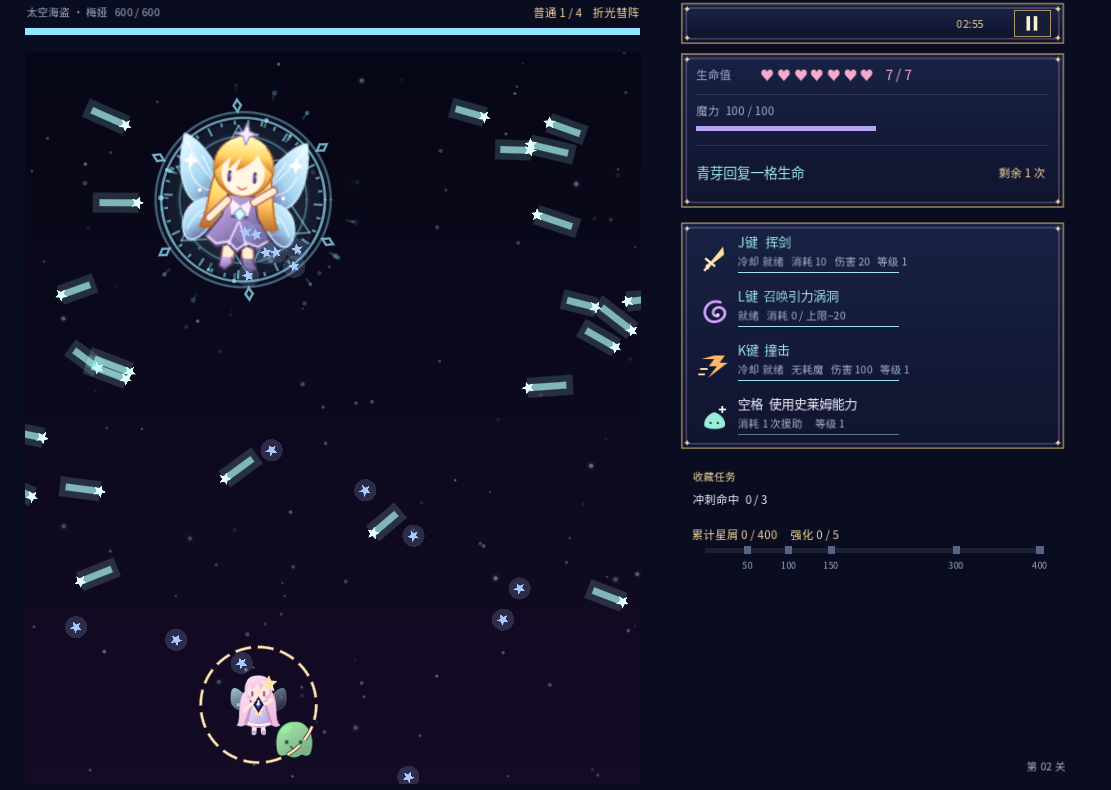 太空海盗 · 梅娅 600 / 600
普通 1 / 4 折光彗阵
02:55
生命值 7 / 7
魔力 100 / 100
青芽回复一格生命 剩余 1 次
J键 挥剑
冷却 就绪 消耗 10 伤害 20 等级 1
L键 召唤引力涡洞
就绪 消耗 0 / 上限−20
K键 撞击
冷却 就绪 无耗魔 伤害 100 等级 1
空格 使用史莱姆能力
消耗 1 次援助 等级 1
收藏任务
冲刺命中 0 / 3
累计星屑 0 / 400 强化 0 / 5
50 100 150 300 400
第 02 关